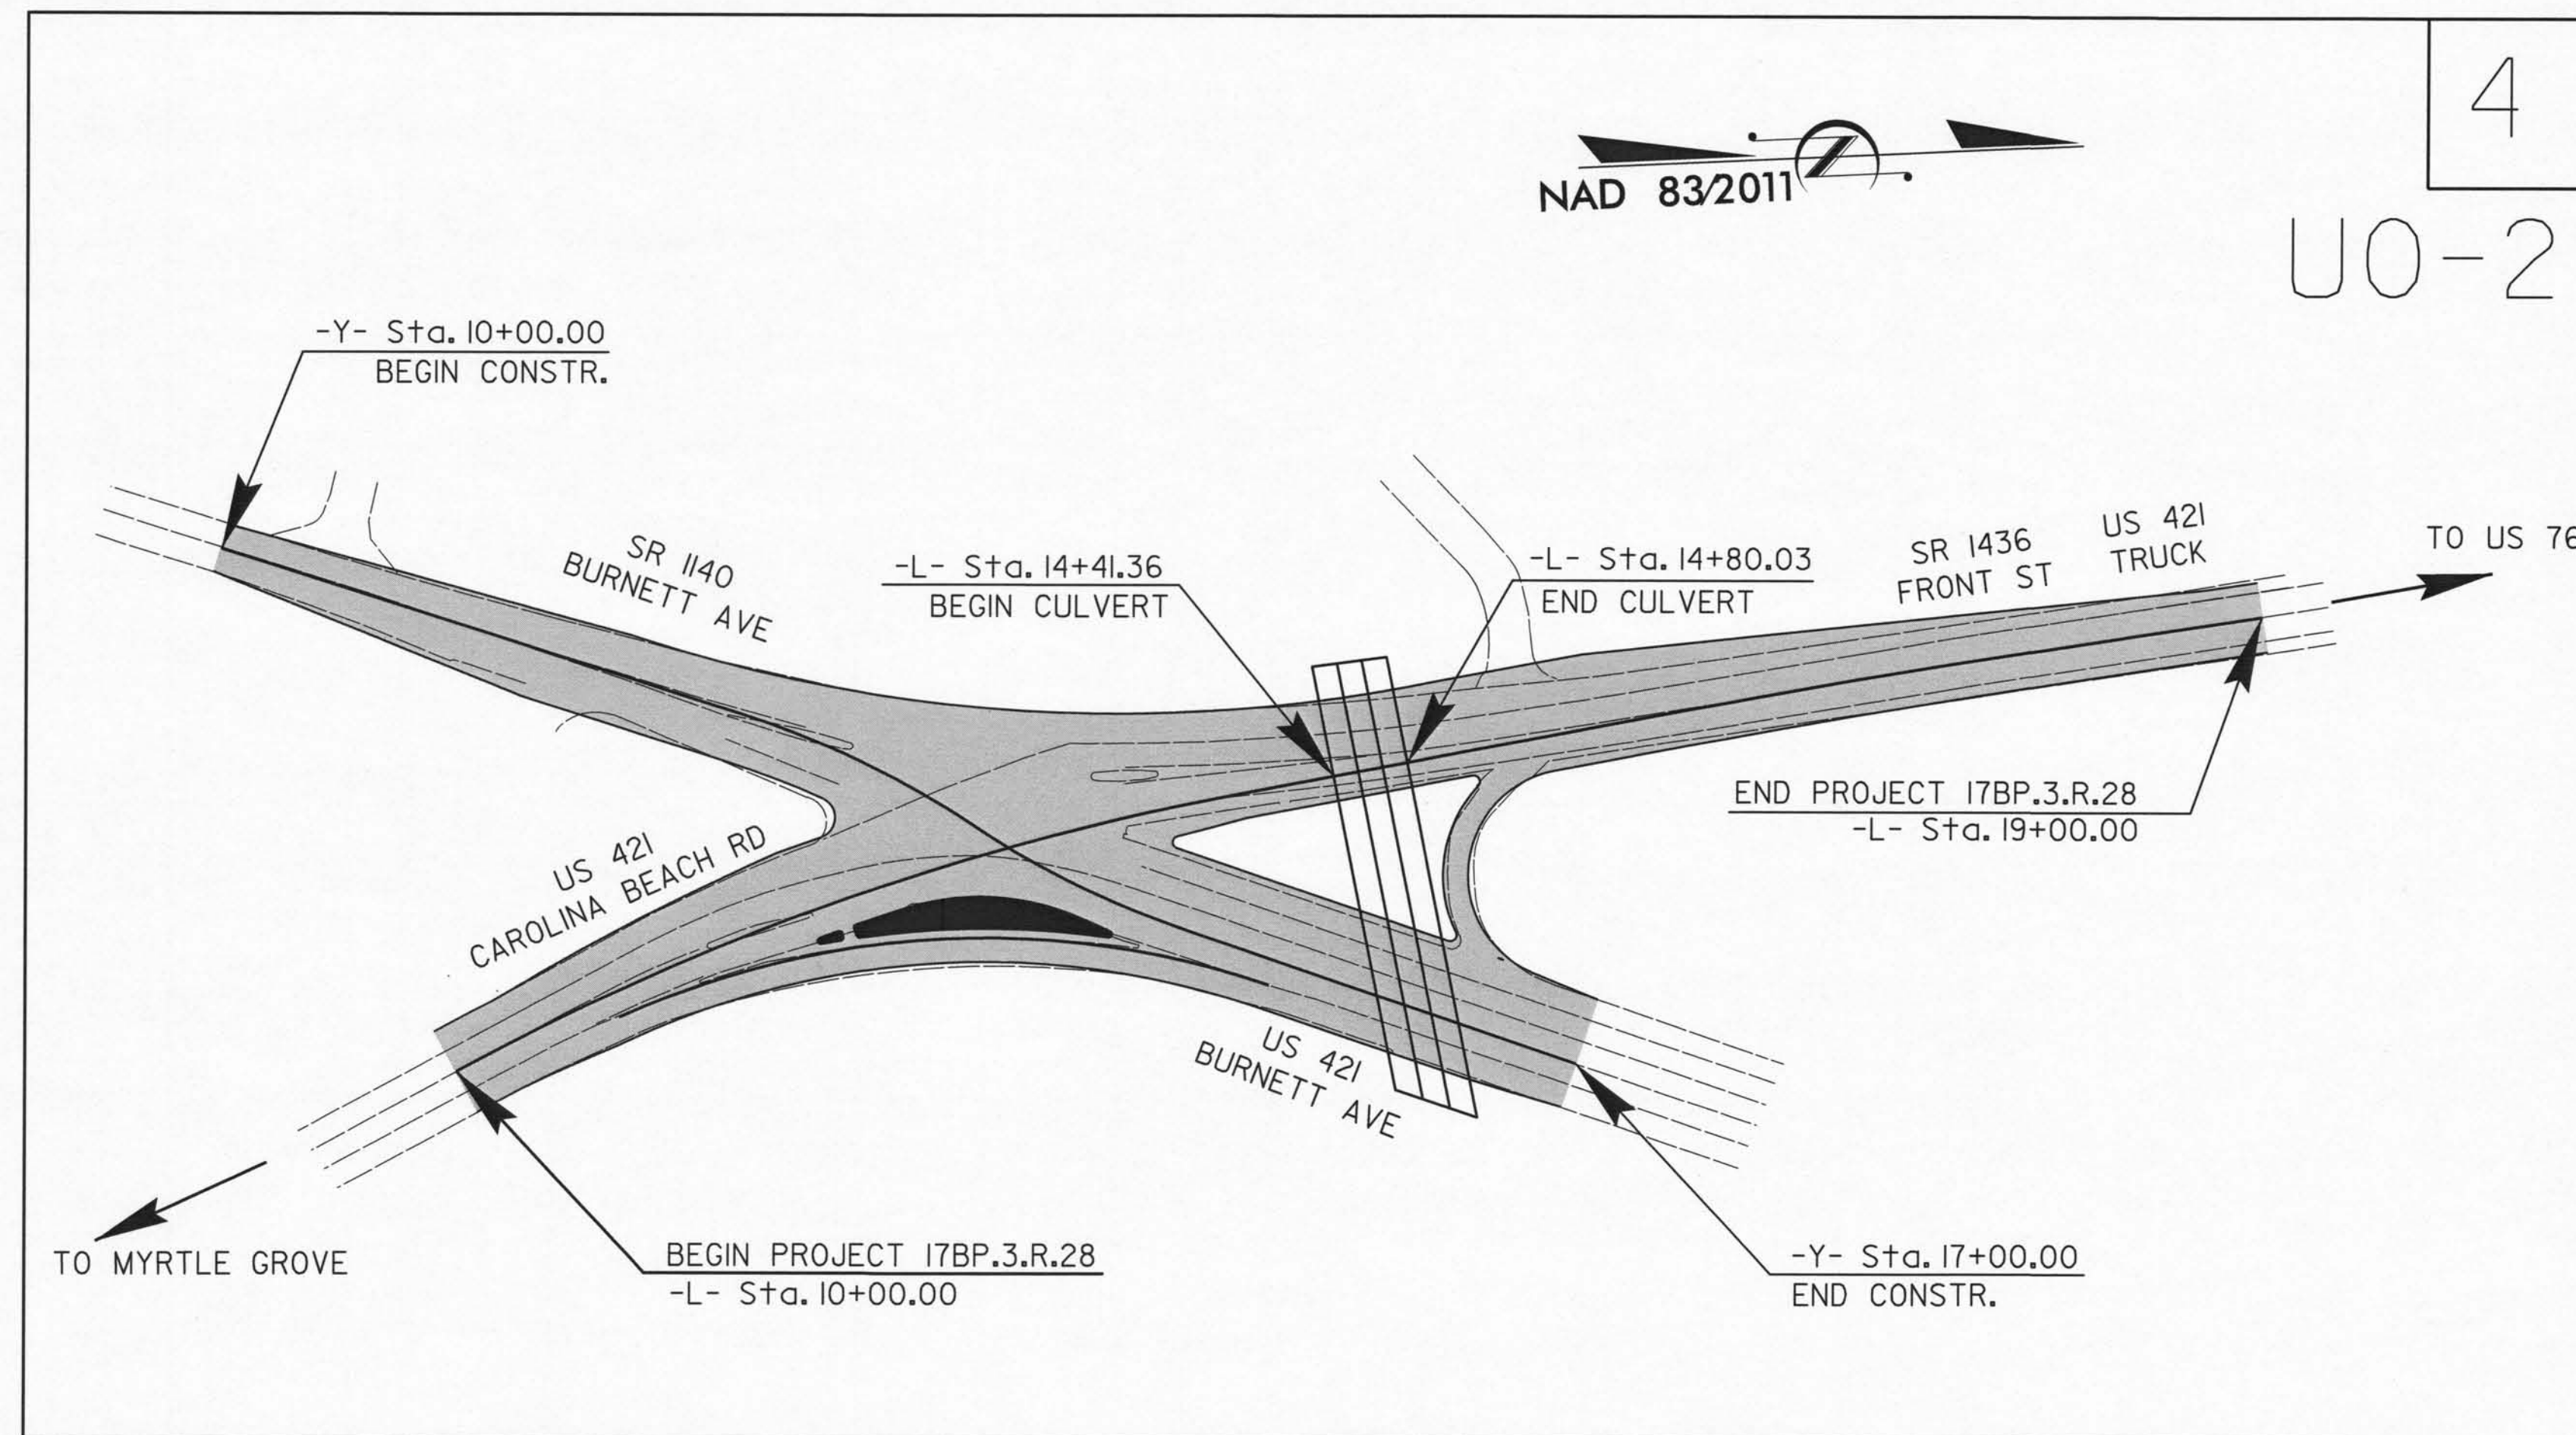 4
UO-2
NAD 83/2011
-Y- Sta. 10+00.00
BEGIN CONSTR.
SR 1140
BURNETT AVE
-L- Sta. 14+41.36
BEGIN CULVERT
-L- Sta. 14+80.03
END CULVERT
SR 1436
FRONT ST
US 421
TRUCK
TO US 76
END PROJECT 17BP.3.R.28
-L- Sta. 19+00.00
US 421
CAROLINA BEACH RD
US 421
BURNETT AVE
TO MYRTLE GROVE
BEGIN PROJECT 17BP.3.R.28
-L- Sta. 10+00.00
-Y- Sta. 17+00.00
END CONSTR.